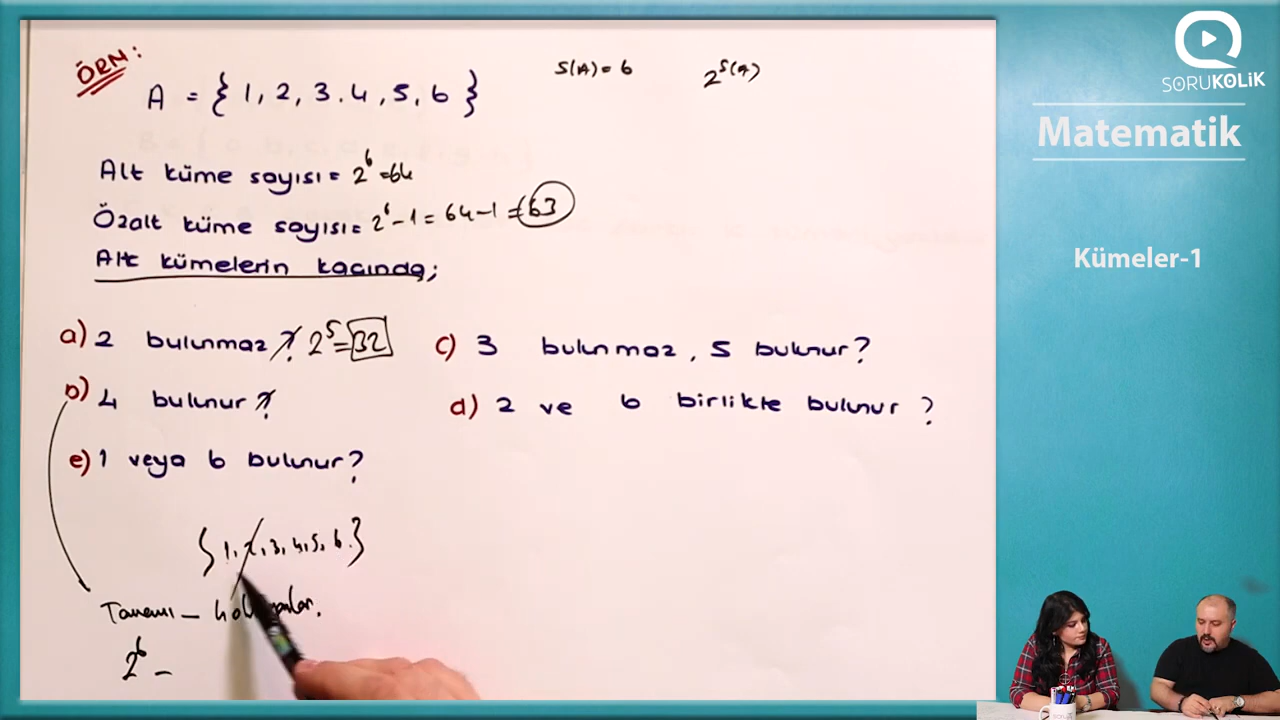 ÖRN:
A = { 1, 2, 3. 4, 5, 6 }
S(A) = 6
2^S(A)
Alt küme sayısı = 2^6 = 64
Özalt küme sayısı = 2^6 - 1 = 64 - 1 = 63
Alt kümelerin kaçında;
a) 2 bulunmaz ? 2^5 = 32
b) 4 bulunur ?
e) 1 veya 6 bulunur ?
c) 3 bulunmaz, 5 bulunur ?
d) 2 ve 6 birlikte bulunur ?
{ 1, 2, 3, 4, 5, 6. }
Tanamı - 4
2^6 -
SORUKOLiK
Matematik
Kümeler-1